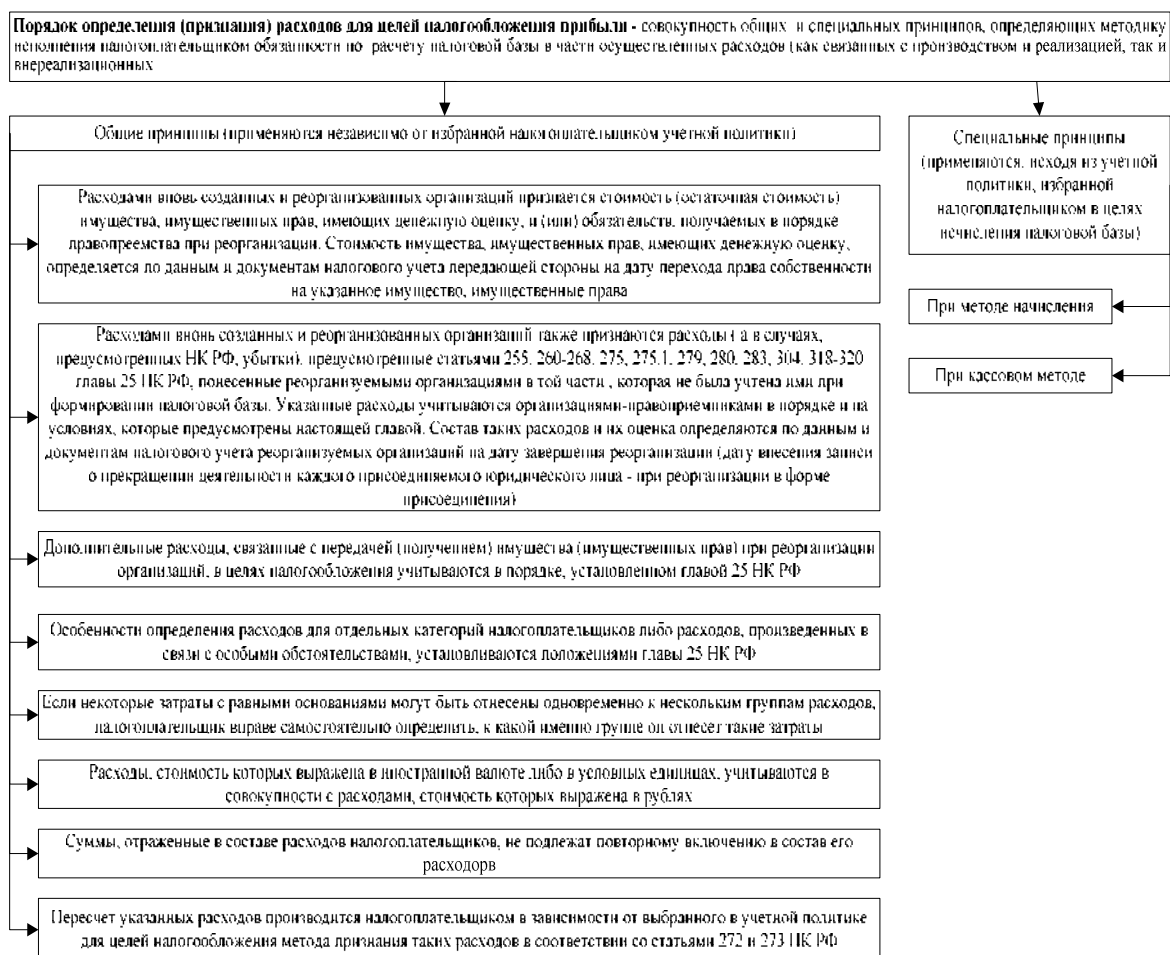 Порядок определения (признания) расходов для целей налогообложения прибыли - совокупность общих и специальных принципов, определяющих методику
исполнения налогоплательщиком обязанности по расчету налоговой базы в части осуществленных расходов (как связанных с производством и реализацией, так и
внереализационных
Общие принципы (применяются независимо от избранной налогоплательщиком учетной политики)
Расходами вновь созданных и реорганизованных организаций признается стоимость (остаточная стоимость)
имущества, имущественных прав, имеющих денежную оценку, и (или) обязательств, получаемых в порядке
правопреемства при реорганизации. Стоимость имущества, имущественных прав, имеющих денежную оценку,
определяется по данным и документам налогового учета передающей стороны на дату перехода права собственности
на указанное имущество, имущественные права
Расходами вновь созданных и реорганизованных организаций также признаются расходы ( а в случаях,
предусмотренных НК РФ, убытки), предусмотренные статьями 255, 260-268, 275, 275.1, 279, 280, 283, 304, 318-320
главы 25 НК РФ, понесенные реорганизуемыми организациями в той части , которая не была учтена ими при
формировании налоговой базы. Указанные расходы учитываются организациями-правоприемниками в порядке и на
условиях, которые предусмотрены настоящей главой. Состав таких расходов и их оценка определяются по данным и
документам налогового учета реорганизуемых организаций на дату завершения реорганизации (дату внесения записи
о прекращении деятельности каждого присоединяемого юридического лица - при реорганизации в форме
присоединения)
Дополнительные расходы, связанные с передачей (получением) имущества (имущественных прав) при реорганизации
организаций, в целях налогообложения учитываются в порядке, установленном главой 25 НК РФ
Особенности определения расходов для отдельных категорий налогоплательщиков либо расходов, произведенных в
связи с особыми обстоятельствами, установливаются положениями главы 25 НК РФ
Если некоторые затраты с равными основаниями могут быть отнесены одновременно к нескольким группам расходов,
налогоплательщик вправе самостоятельно определить, к какой именно группе он отнесет такие затраты
Расходы, стоимость которых выражена в иностранной валюте либо в условных единицах, учитываются в
совокупности с расходами, стоимость которых выражена в рублях
Суммы, отраженные в составе расходов налогоплательщиков, не подлежат повторному включению в состав его
расходорв
Пересчет указанных расходов производится налогоплательщиком в зависимости от выбранного в учетной политике
для целей налогообложения метода признания таких расходов в соответствии со статьями 272 и 273 НК РФ
Специальные принципы
(применяются, исходя из учетной
политики, избранной
налогоплательщиком в целях
исчисления налоговой базы)
При методе начисления
При кассовом методе